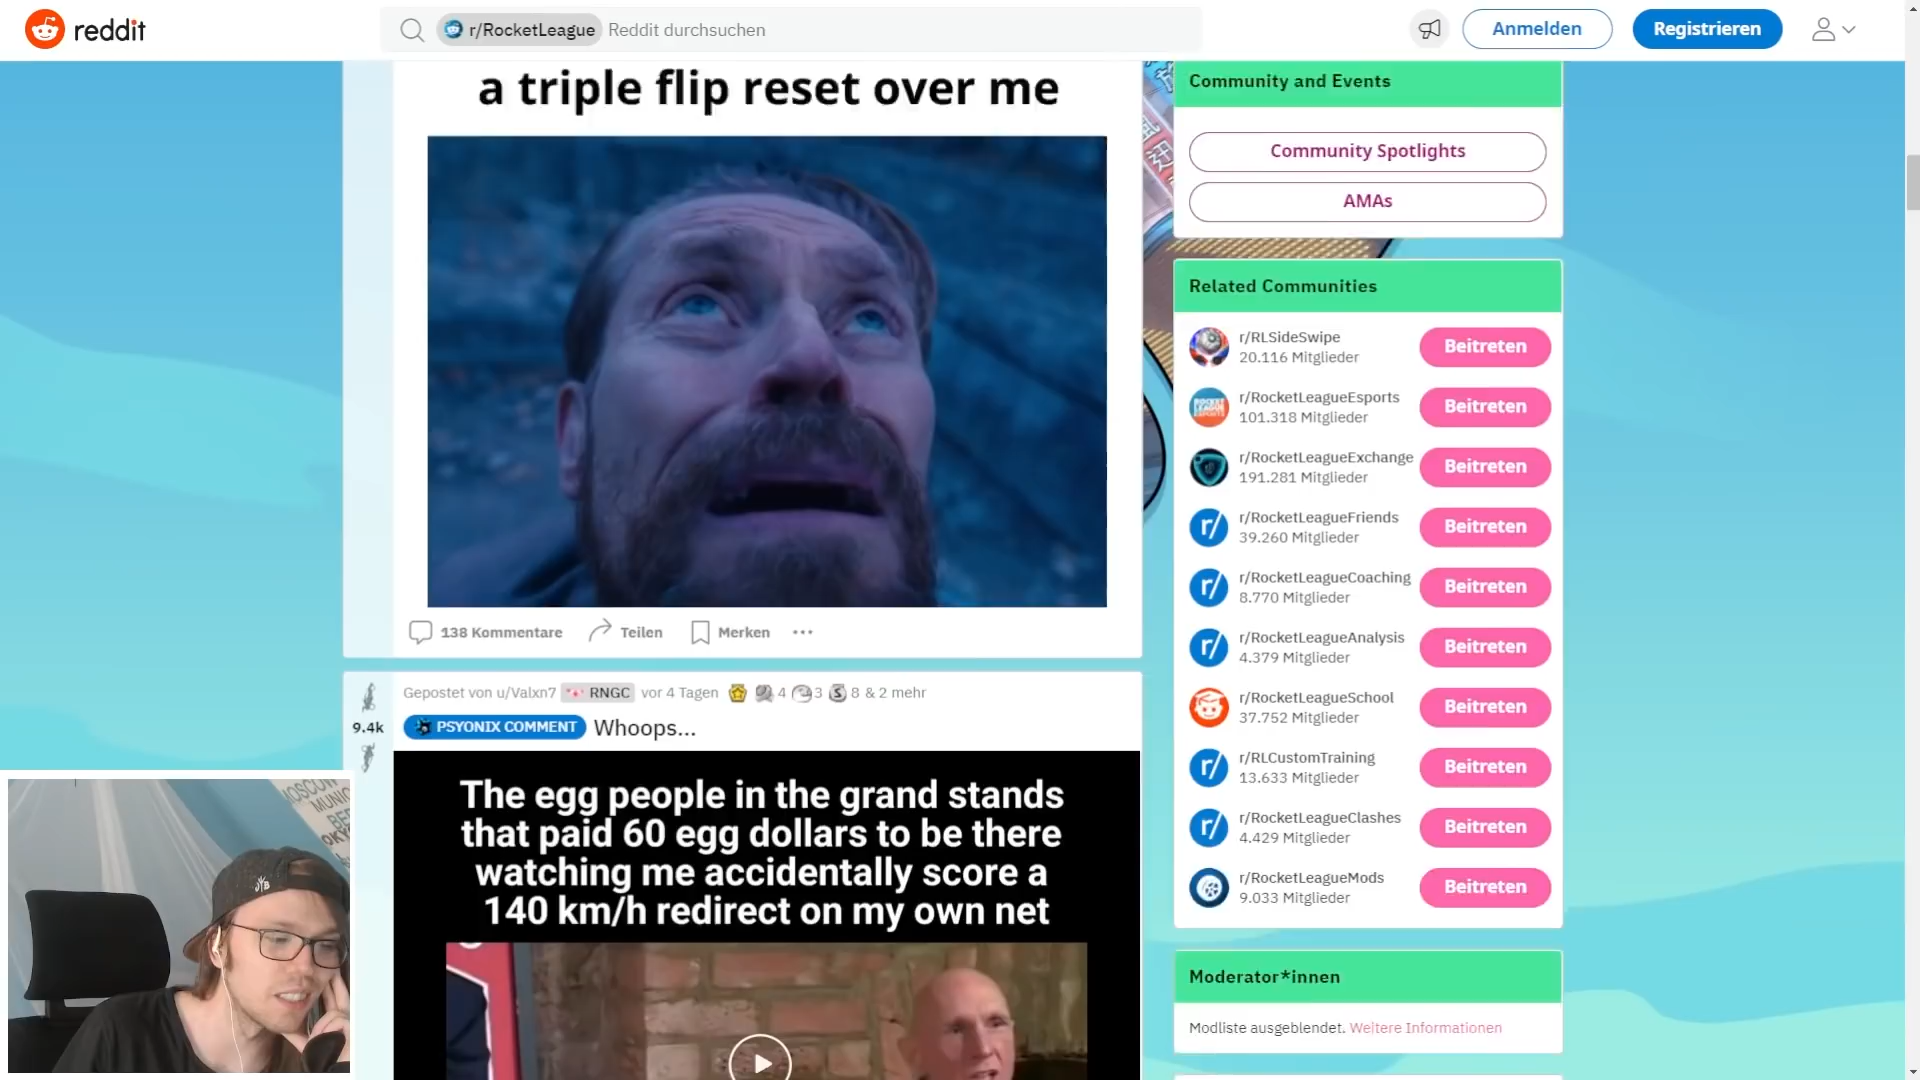 reddit
r/RocketLeague Reddit durchsuchen
Anmelden
Registrieren
a triple flip reset over me
138 Kommentare Teilen Merken
Gepostet von u/Valxn7 RNGC vor 4 Tagen 4 3 8 & 2 mehr
9.4k
PSYONIX COMMENT Whoops...
The egg people in the grand stands
that paid 60 egg dollars to be there
watching me accidentally score a
140 km/h redirect on my own net
Community and Events
Community Spotlights
AMAs
Related Communities
r/RLSideSwipe
20.116 Mitglieder
Beitreten
r/RocketLeagueEsports
101.318 Mitglieder
Beitreten
r/RocketLeagueExchange
191.281 Mitglieder
Beitreten
r/ r/RocketLeagueFriends
39.260 Mitglieder
Beitreten
r/ r/RocketLeagueCoaching
8.770 Mitglieder
Beitreten
r/ r/RocketLeagueAnalysis
4.379 Mitglieder
Beitreten
r/RocketLeagueSchool
37.752 Mitglieder
Beitreten
r/ r/RLCustomTraining
13.633 Mitglieder
Beitreten
r/ r/RocketLeagueClashes
4.429 Mitglieder
Beitreten
r/RocketLeagueMods
9.033 Mitglieder
Beitreten
Moderator*innen
Modliste ausgeblendet. Weitere Informationen
MOSCOW